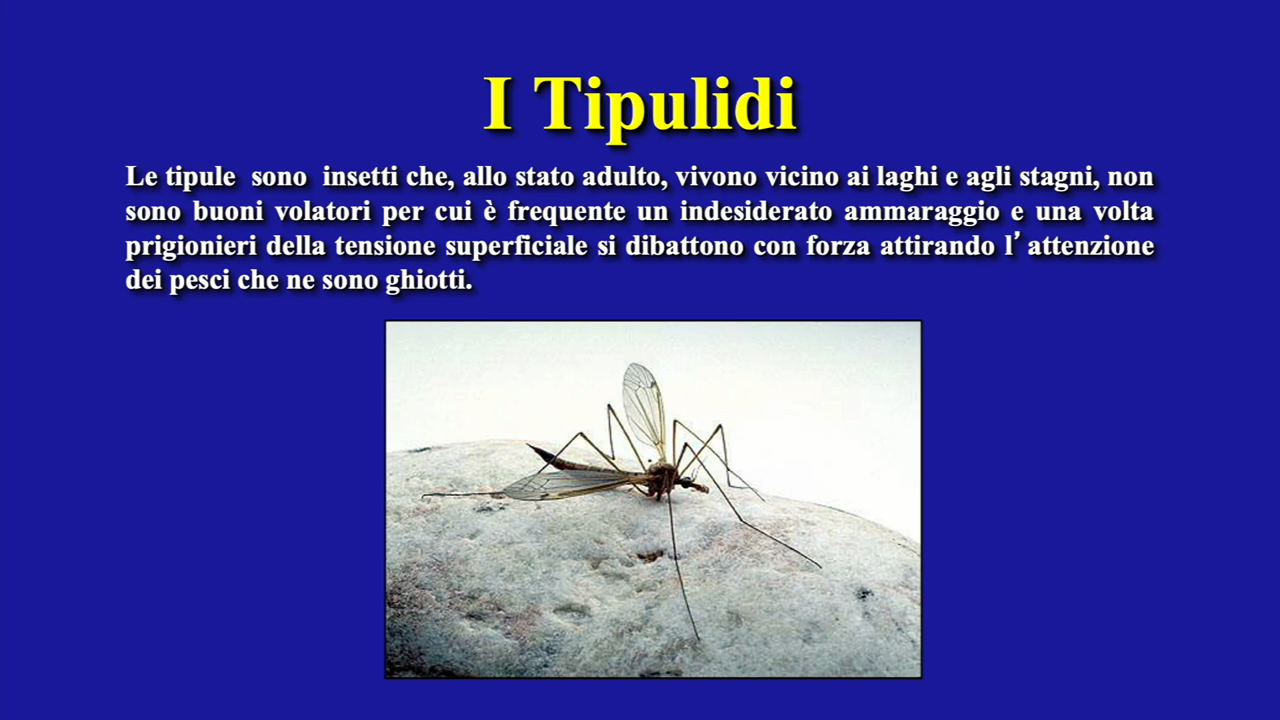 I Tipulidi
Le tipule sono insetti che, allo stato adulto, vivono vicino ai laghi e agli stagni, non
sono buoni volatori per cui è frequente un indesiderato ammaraggio e una volta
prigionieri della tensione superficiale si dibattono con forza attirando l’attenzione
dei pesci che ne sono ghiotti.